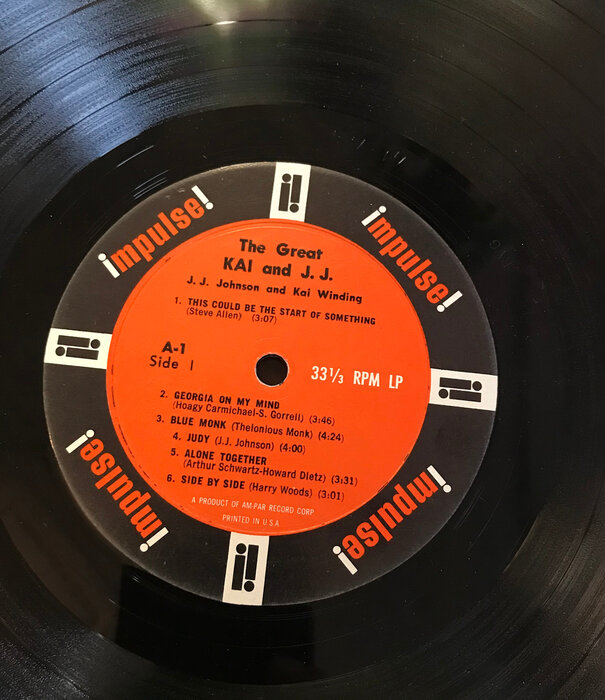 impulse!
impulse!
The Great
KAI and J. J.
J. J. Johnson and Kai Winding
1. THIS COULD BE THE START OF SOMETHING
(Steve Allen) (3:07)
A-1
Side 1
33 1/3 RPM LP
2. GEORGIA ON MY MIND
(Hoagy Carmichael-S. Gorrell) (3:46)
3. BLUE MONK (Thelonious Monk) (4:24)
4. JUDY (J.J. Johnson) (4:00)
5. ALONE TOGETHER
(Arthur Schwartz-Howard Dietz) (3:31)
6. SIDE BY SIDE (Harry Woods) (3:01)
A PRODUCT OF AM-PAR RECORD CORP
PRINTED IN U.S.A
impulse!
impulse!
i!
i!
i!
i!